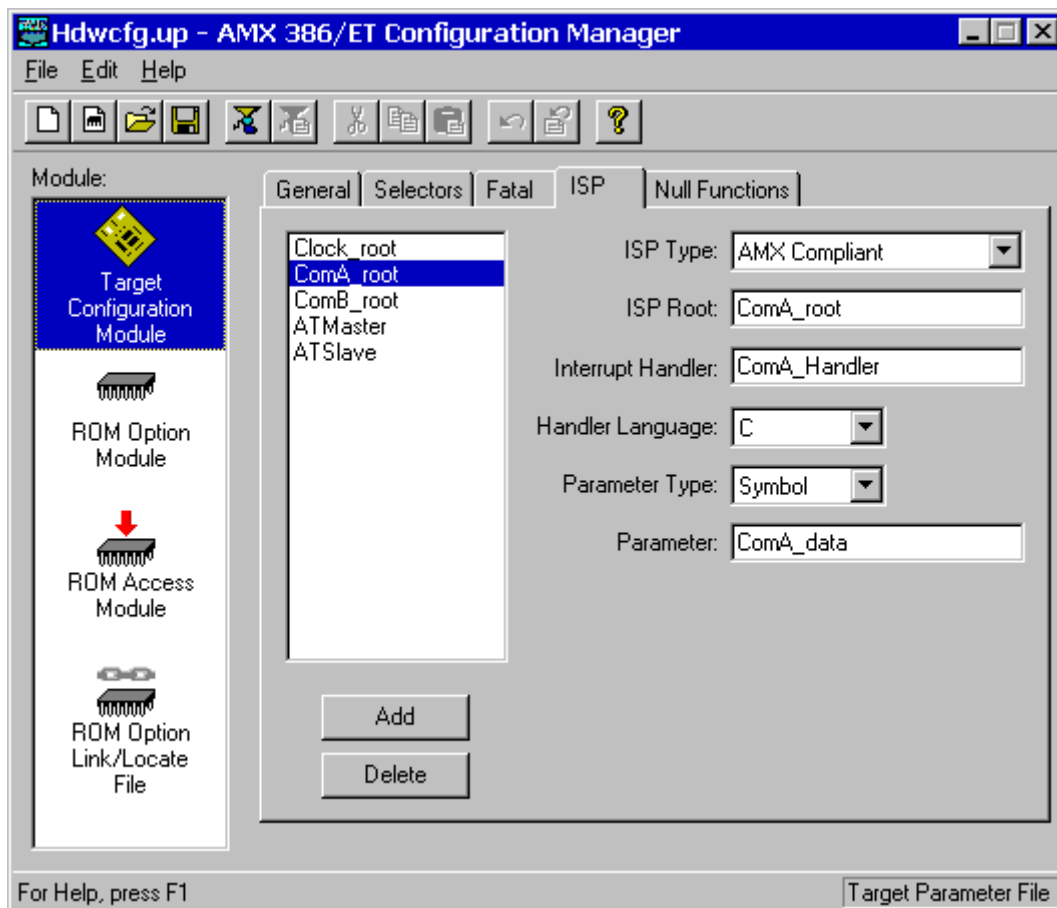 Hdwcfg.up - AMX 386/ET Configuration Manager
File Edit Help
Module:
Target
Configuration
Module
ROM Option
Module
ROM Access
Module
ROM Option
Link/Locate
File
General Selectors Fatal ISP Null Functions
Clock_root
ComA_root
ComB_root
ATMaster
ATSlave
ISP Type: AMX Compliant
ISP Root: ComA_root
Interrupt Handler: ComA_Handler
Handler Language: C
Parameter Type: Symbol
Parameter: ComA_data
Add
Delete
For Help, press F1 Target Parameter File